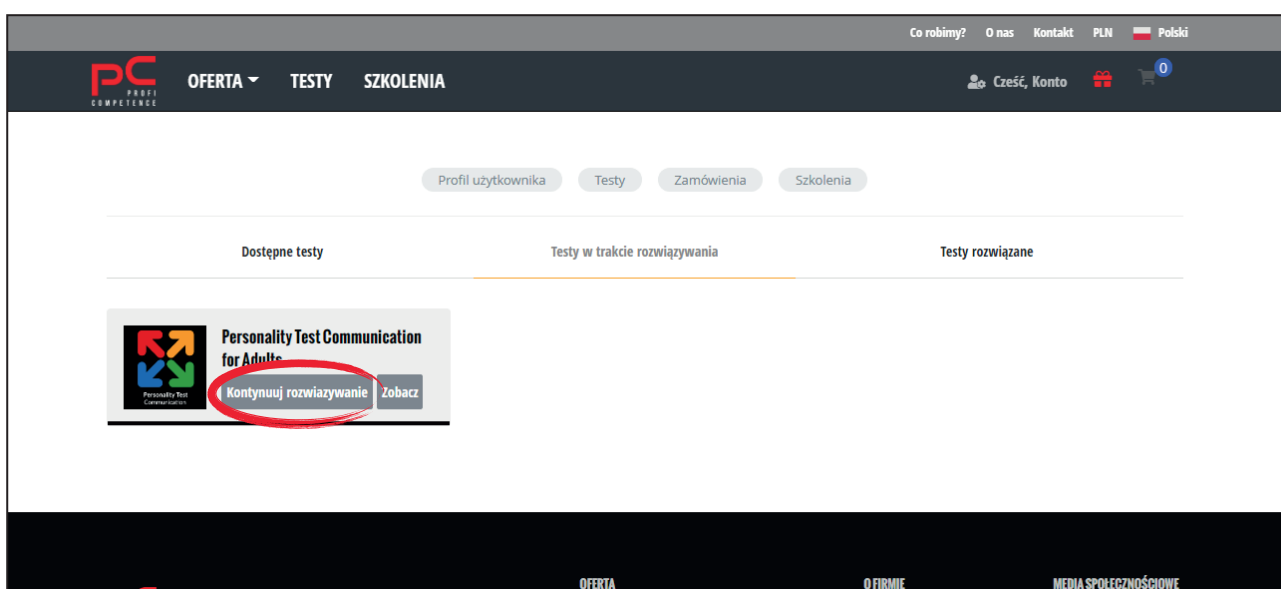 Co robimy? O nas Kontakt PLN Polski
PC
PROFI
COMPETENCE
OFERTA TESTY SZKOLENIA
Cześć, Konto 0
Profil użytkownika Testy Zamówienia Szkolenia
Dostępne testy Testy w trakcie rozwiązywania Testy rozwiązane
Personality Test Communication
for Adults
Personality Test
Communication
Kontynuuj rozwiazywanie Zobacz
OFERTA O FIRMIE MEDIA SPOŁECZNOŚCIOWE